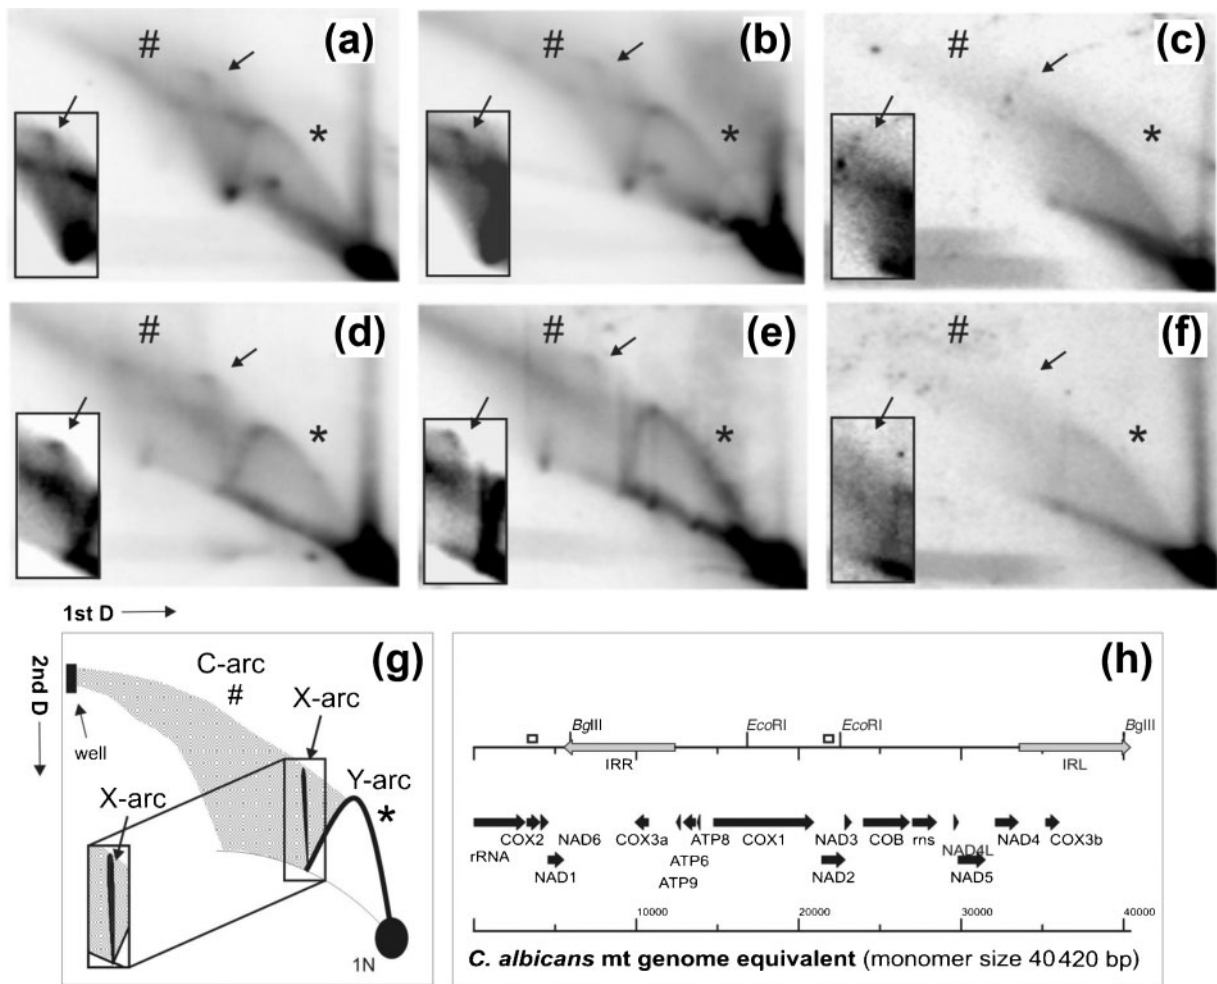 (a)
#
*
(b)
#
*
(c)
#
*
(d)
#
*
(e)
#
*
(f)
#
*
1st D
2nd D
(g)
C-arc
#
X-arc
well
Y-arc
*
X-arc
1N
(h)
BglII EcoRI EcoRI BglII
IRR IRL
COX2 NAD6 COX3a ATP8 COX1 NAD3 COB rns NAD4L NAD4 COX3b
rRNA NAD1 ATP6 NAD2 NAD5
ATP9
10000 20000 30000 40000
C. albicans mt genome equivalent (monomer size 40 420 bp)